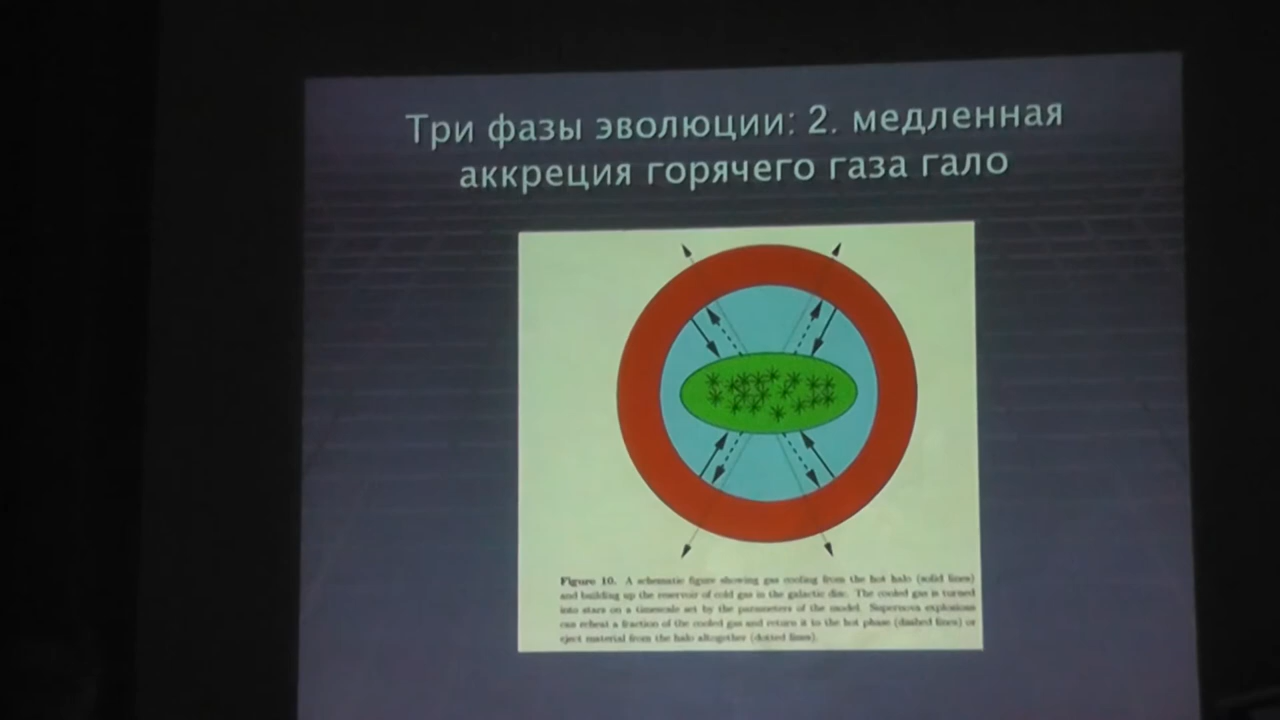 Три фазы эволюции: 2. медленная
аккреция горячего газа гало
Figure 10. A schematic figure showing gas cooling from the hot halo (solid lines)
and building up the reservoir of cold gas in the galactic disc. The cooled gas is turned
into stars on a timescale set by the parameters of the model. Supernova explosions
can reheat a fraction of the cooled gas and return it to the hot phase (dashed lines) or
eject material from the halo altogether (dotted lines).